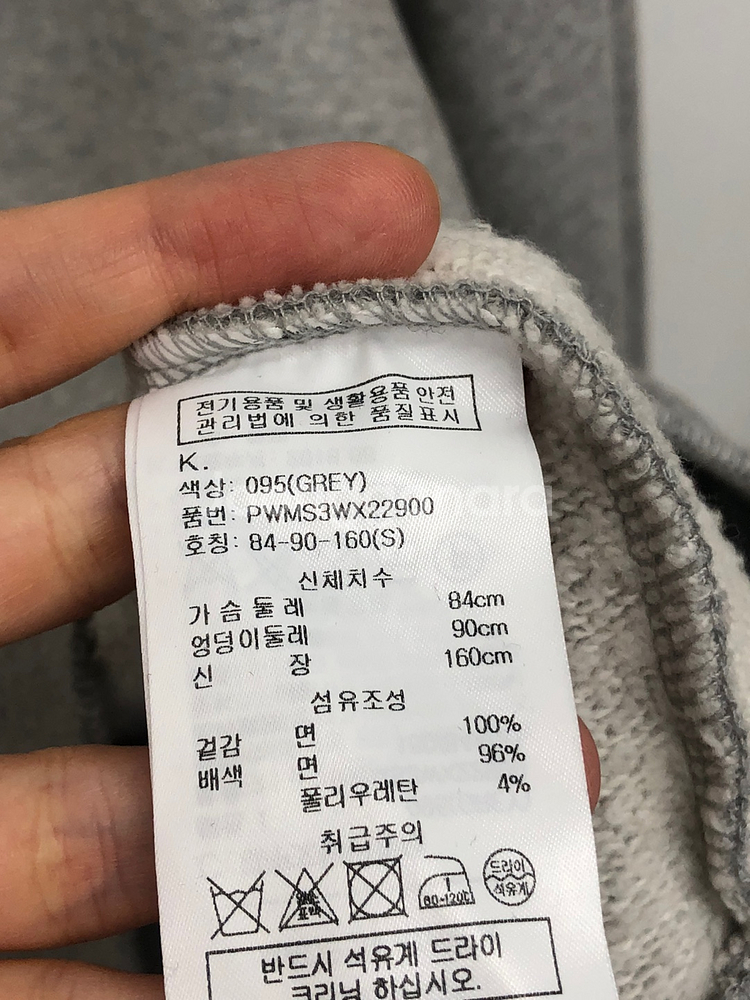 전기용품 및 생활용품안전
관리법에 의한 품질표시
K.
색상: 095(GREY)
품번: PWMS3WX22900
호칭: 84-90-160(S)
신체치수
가슴둘레 84cm
엉덩이둘레 90cm
신 장 160cm
섬유조성
겉감 면 100%
배색 면 96%
폴리우레탄 4%
취급주의
표백
1
80-120℃
드라이
석유계
반드시 석유계 드라이
크리닝 하십시오.